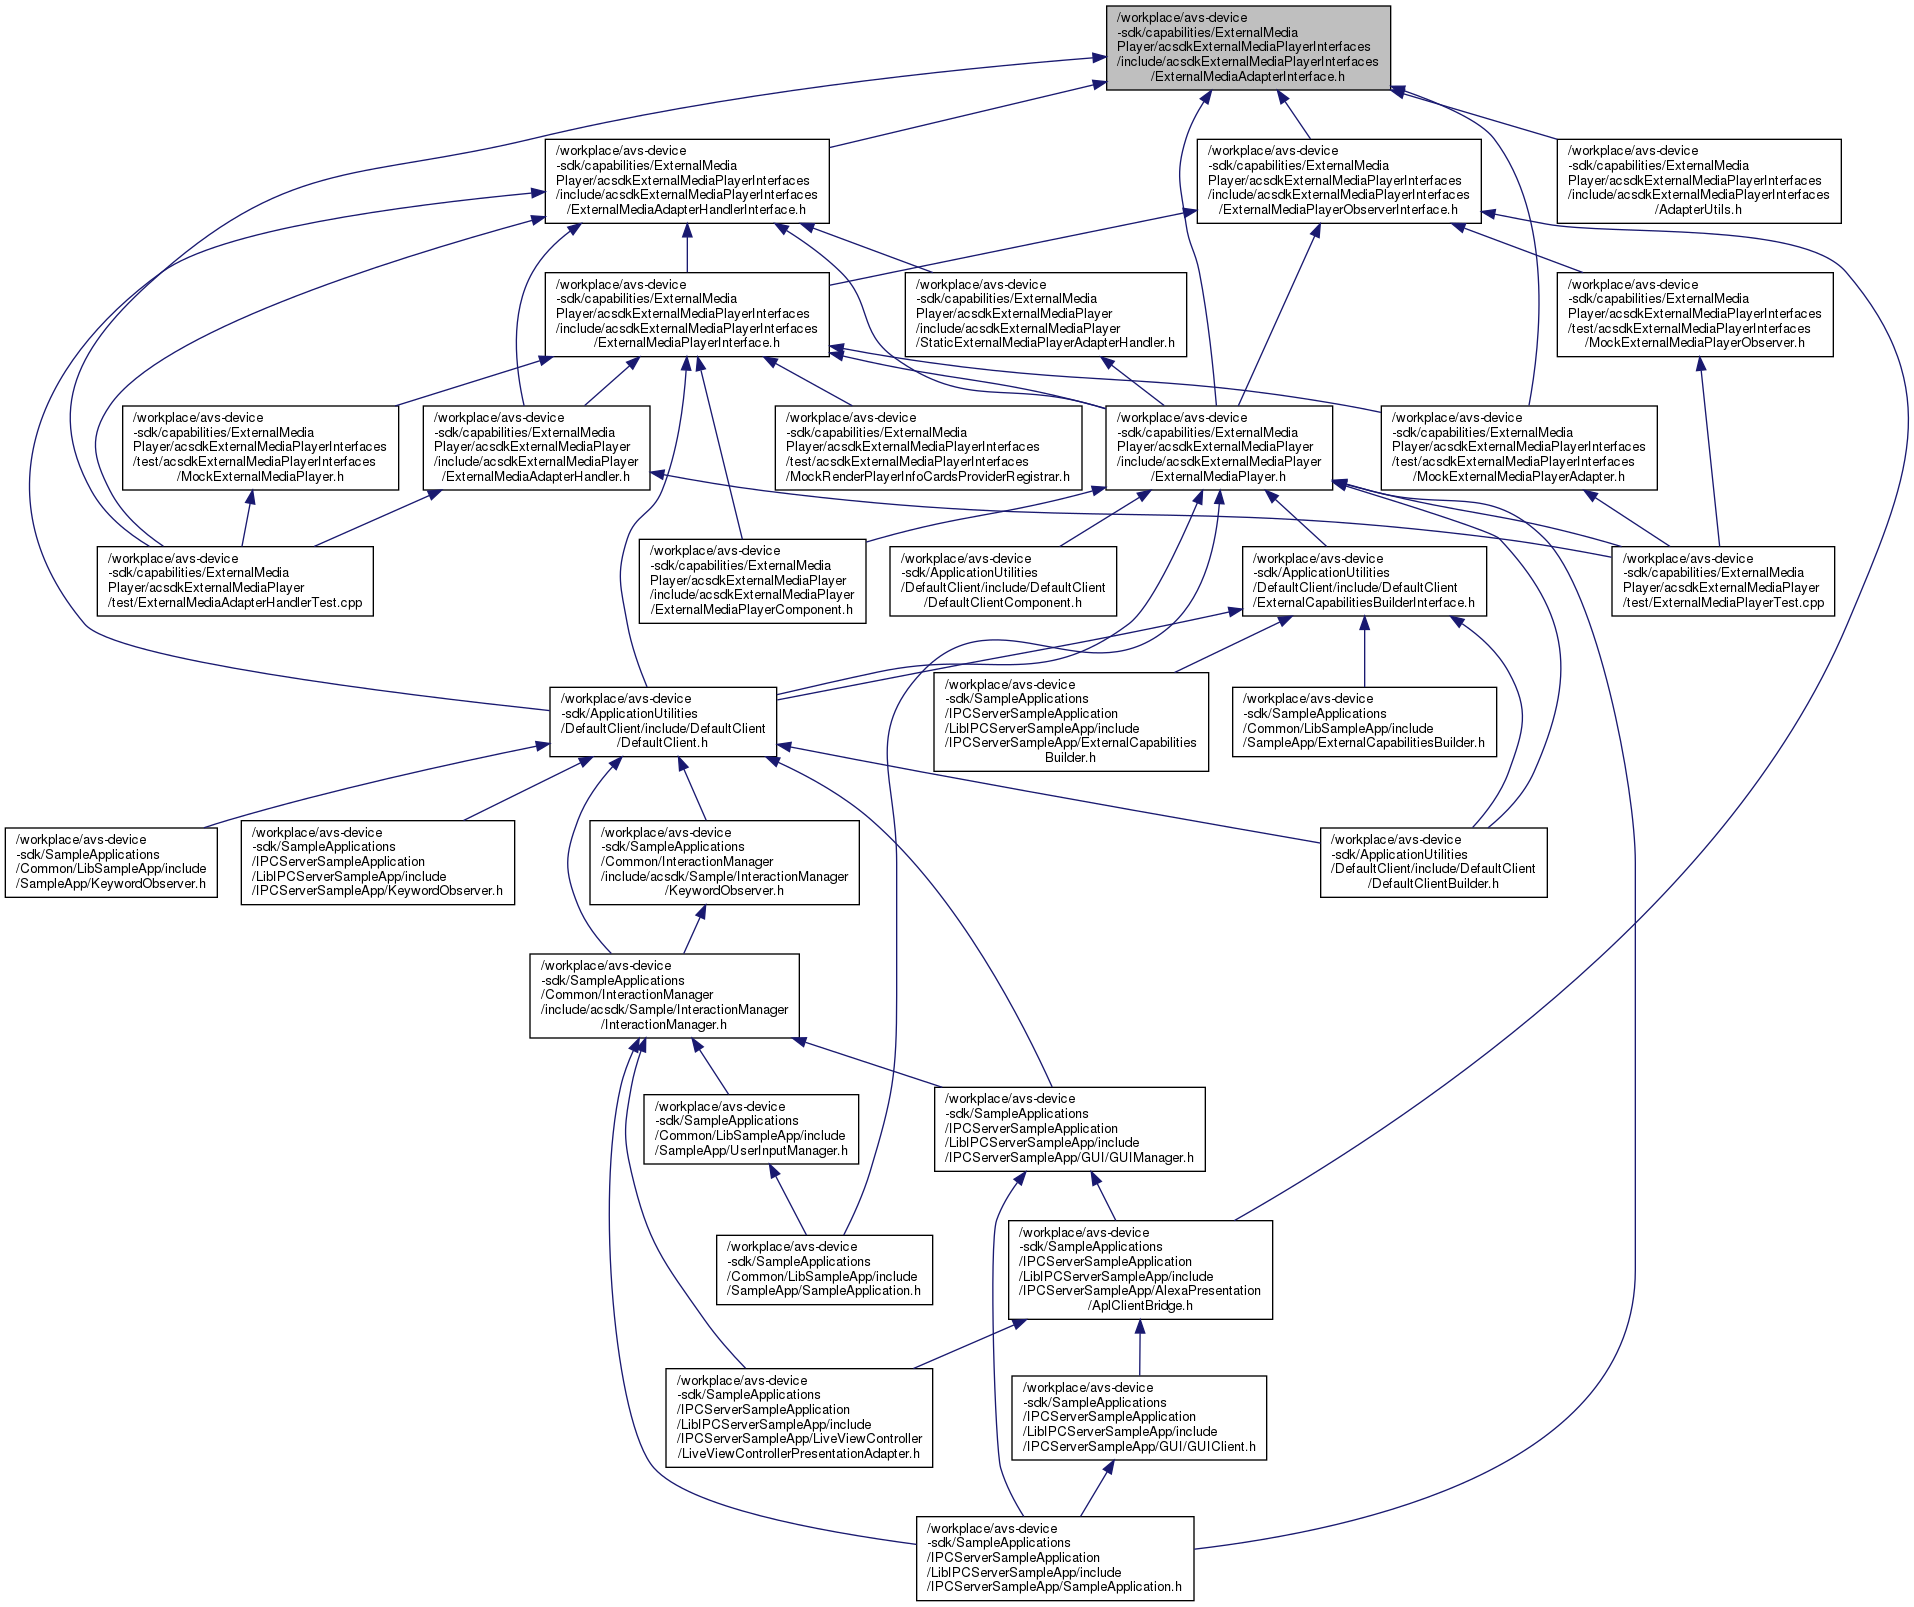 /workplace/avs-device
-sdk/capabilities/ExternalMedia
Player/acsdkExternalMediaPlayerInterfaces
/include/acsdkExternalMediaPlayerInterfaces
/ExternalMediaAdapterInterface.h
/workplace/avs-device
-sdk/capabilities/ExternalMedia
Player/acsdkExternalMediaPlayerInterfaces
/include/acsdkExternalMediaPlayerInterfaces
/ExternalMediaAdapterHandlerInterface.h
/workplace/avs-device
-sdk/capabilities/ExternalMedia
Player/acsdkExternalMediaPlayerInterfaces
/include/acsdkExternalMediaPlayerInterfaces
/ExternalMediaPlayerObserverInterface.h
/workplace/avs-device
-sdk/capabilities/ExternalMedia
Player/acsdkExternalMediaPlayerInterfaces
/include/acsdkExternalMediaPlayerInterfaces
/AdapterUtils.h
/workplace/avs-device
-sdk/capabilities/ExternalMedia
Player/acsdkExternalMediaPlayerInterfaces
/include/acsdkExternalMediaPlayerInterfaces
/ExternalMediaPlayerInterface.h
/workplace/avs-device
-sdk/capabilities/ExternalMedia
Player/acsdkExternalMediaPlayer
/include/acsdkExternalMediaPlayer
/StaticExternalMediaPlayerAdapterHandler.h
/workplace/avs-device
-sdk/capabilities/ExternalMedia
Player/acsdkExternalMediaPlayerInterfaces
/test/acsdkExternalMediaPlayerInterfaces
/MockExternalMediaPlayerObserver.h
/workplace/avs-device
-sdk/capabilities/ExternalMedia
Player/acsdkExternalMediaPlayerInterfaces
/test/acsdkExternalMediaPlayerInterfaces
/MockExternalMediaPlayer.h
/workplace/avs-device
-sdk/capabilities/ExternalMedia
Player/acsdkExternalMediaPlayer
/include/acsdkExternalMediaPlayer
/ExternalMediaAdapterHandler.h
/workplace/avs-device
-sdk/capabilities/ExternalMedia
Player/acsdkExternalMediaPlayerInterfaces
/test/acsdkExternalMediaPlayerInterfaces
/MockRenderPlayerInfoCardsProviderRegistrar.h
/workplace/avs-device
-sdk/capabilities/ExternalMedia
Player/acsdkExternalMediaPlayer
/include/acsdkExternalMediaPlayer
/ExternalMediaPlayer.h
/workplace/avs-device
-sdk/capabilities/ExternalMedia
Player/acsdkExternalMediaPlayerInterfaces
/test/acsdkExternalMediaPlayerInterfaces
/MockExternalMediaPlayerAdapter.h
/workplace/avs-device
-sdk/capabilities/ExternalMedia
Player/acsdkExternalMediaPlayer
/test/ExternalMediaAdapterHandlerTest.cpp
/workplace/avs-device
-sdk/capabilities/ExternalMedia
Player/acsdkExternalMediaPlayer
/include/acsdkExternalMediaPlayer
/ExternalMediaPlayerComponent.h
/workplace/avs-device
-sdk/ApplicationUtilities
/DefaultClient/include/DefaultClient
/DefaultClientComponent.h
/workplace/avs-device
-sdk/ApplicationUtilities
/DefaultClient/include/DefaultClient
/ExternalCapabilitiesBuilderInterface.h
/workplace/avs-device
-sdk/capabilities/ExternalMedia
Player/acsdkExternalMediaPlayer
/test/ExternalMediaPlayerTest.cpp
/workplace/avs-device
-sdk/ApplicationUtilities
/DefaultClient/include/DefaultClient
/DefaultClient.h
/workplace/avs-device
-sdk/SampleApplications
/IPCServerSampleApplication
/LibIPCServerSampleApp/include
/IPCServerSampleApp/ExternalCapabilities
Builder.h
/workplace/avs-device
-sdk/SampleApplications
/Common/LibSampleApp/include
/SampleApp/ExternalCapabilitiesBuilder.h
/workplace/avs-device
-sdk/SampleApplications
/Common/LibSampleApp/include
/SampleApp/KeywordObserver.h
/workplace/avs-device
-sdk/SampleApplications
/IPCServerSampleApplication
/LibIPCServerSampleApp/include
/IPCServerSampleApp/KeywordObserver.h
/workplace/avs-device
-sdk/SampleApplications
/Common/InteractionManager
/include/acsdk/Sample/InteractionManager
/KeywordObserver.h
/workplace/avs-device
-sdk/ApplicationUtilities
/DefaultClient/include/DefaultClient
/DefaultClientBuilder.h
/workplace/avs-device
-sdk/SampleApplications
/Common/InteractionManager
/include/acsdk/Sample/InteractionManager
/InteractionManager.h
/workplace/avs-device
-sdk/SampleApplications
/Common/LibSampleApp/include
/SampleApp/UserInputManager.h
/workplace/avs-device
-sdk/SampleApplications
/IPCServerSampleApplication
/LibIPCServerSampleApp/include
/IPCServerSampleApp/GUI/GUIManager.h
/workplace/avs-device
-sdk/SampleApplications
/Common/LibSampleApp/include
/SampleApp/SampleApplication.h
/workplace/avs-device
-sdk/SampleApplications
/IPCServerSampleApplication
/LibIPCServerSampleApp/include
/IPCServerSampleApp/AlexaPresentation
/AplClientBridge.h
/workplace/avs-device
-sdk/SampleApplications
/IPCServerSampleApplication
/LibIPCServerSampleApp/include
/IPCServerSampleApp/LiveViewController
/LiveViewControllerPresentationAdapter.h
/workplace/avs-device
-sdk/SampleApplications
/IPCServerSampleApplication
/LibIPCServerSampleApp/include
/IPCServerSampleApp/GUI/GUIClient.h
/workplace/avs-device
-sdk/SampleApplications
/IPCServerSampleApplication
/LibIPCServerSampleApp/include
/IPCServerSampleApp/SampleApplication.h